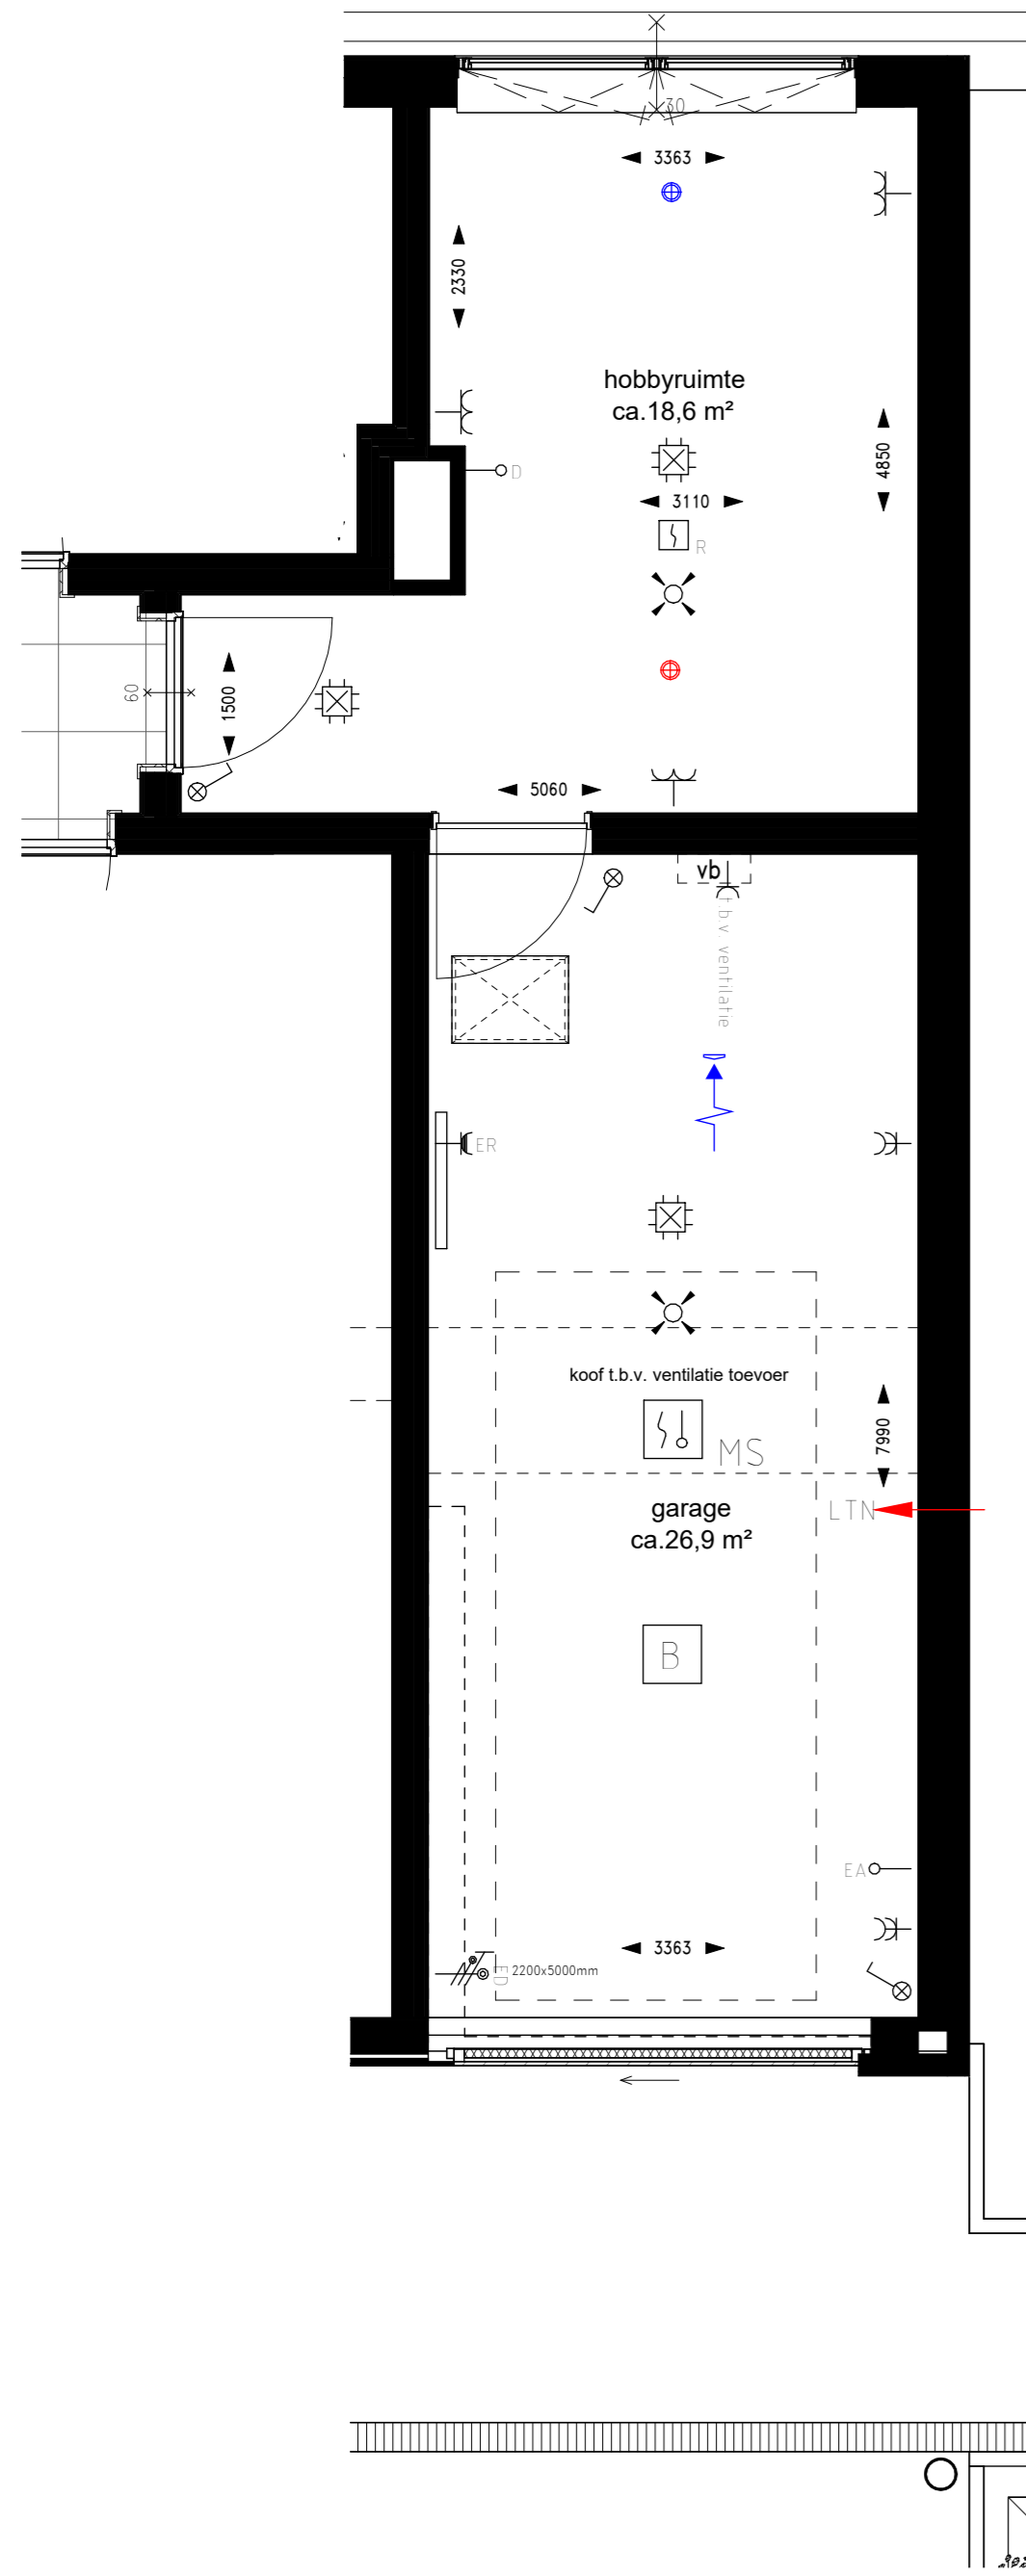 30
3363
2330
hobbyruimte
ca.18,6 m²
4850
D
3110
R
60
1500
5060
vb
t.b.v. ventilatie
ER
koof t.b.v. ventilatie toevoer
MS
7990
garage
ca.26,9 m²
LTN
B
EA
3363
ED
2200x5000mm